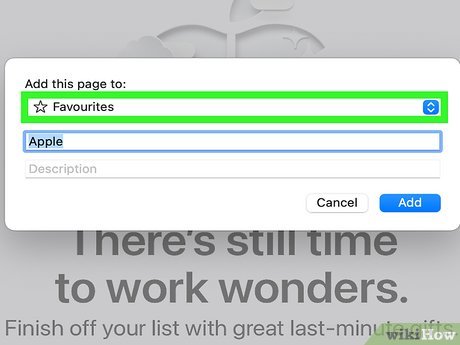 Add this page to:
Favourites
Apple
Description
Cancel
Add
There's still time
to work wonders.
Finish off your list with great last-minute gifts.
wikiHow